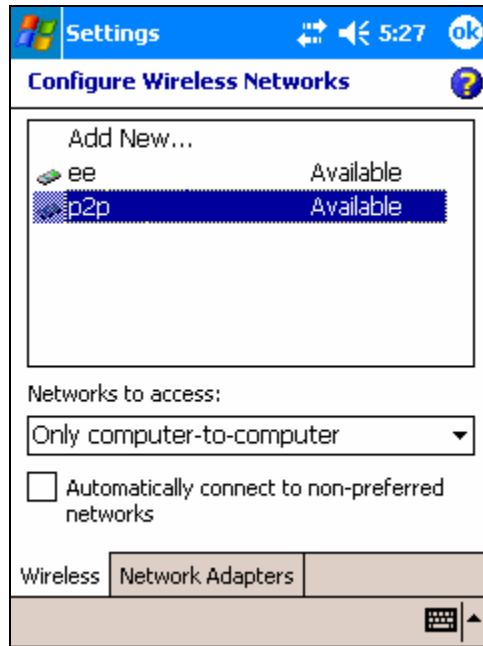 Settings 5:27 ok
Configure Wireless Networks ?
Add New...
ee Available
p2p Available
Networks to access:
Only computer-to-computer
Automatically connect to non-preferred
networks
Wireless Network Adapters